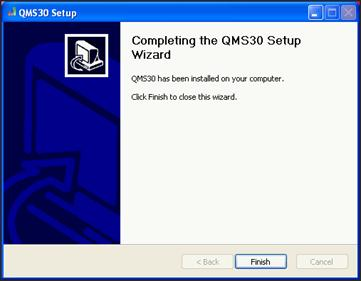 QMS30 Setup
Completing the QMS30 Setup
Wizard
QMS30 has been installed on your computer.
Click Finish to close this wizard.
< Back
Finish
Cancel